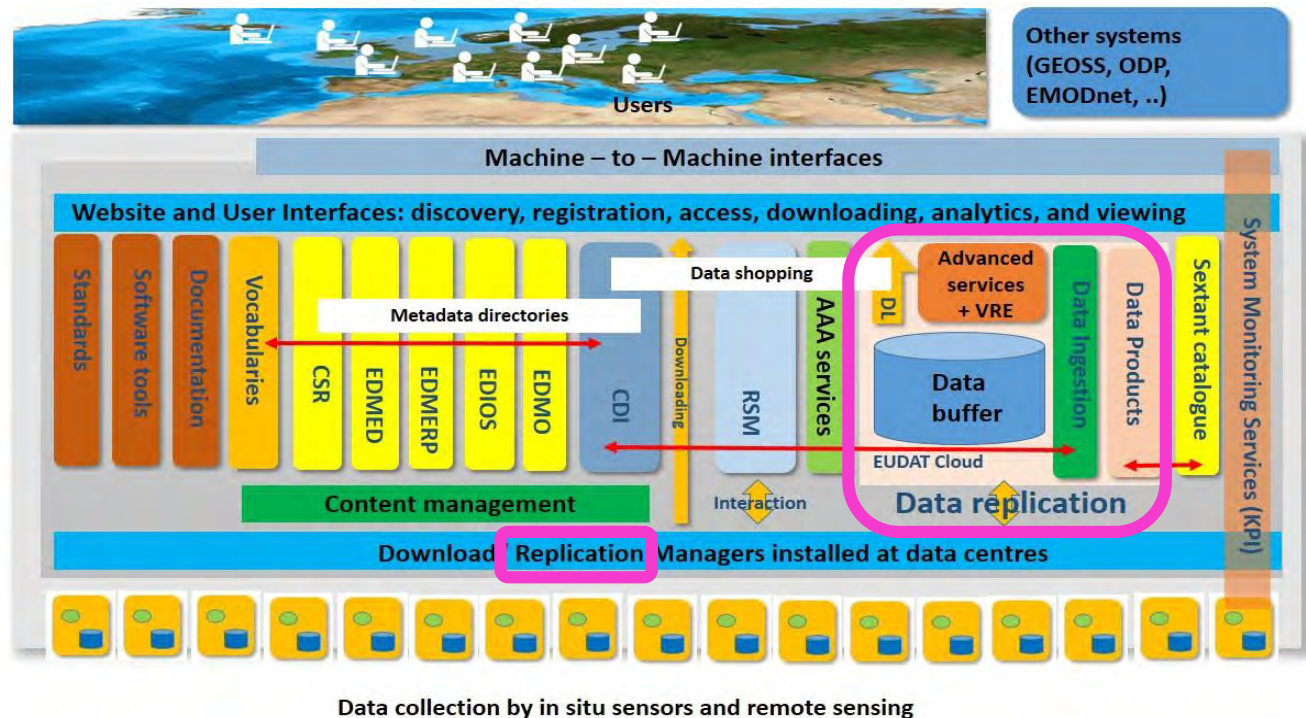 Users
Other systems
(GEOSS, ODP,
EMODnet, ..)
Machine – to – Machine interfaces
Website and User Interfaces: discovery, registration, access, downloading, analytics, and viewing
Standards
Software tools
Documentation
Vocabularies
Metadata directories
CSR
EDMED
EDMERP
EDIOS
EDMO
CDI
Downloading
Data shopping
RSM
AAA services
DL
Advanced
services
+ VRE
Data
buffer
EUDAT Cloud
Data Ingestion
Data Products
Sextant catalogue
System Monitoring Services (KPI)
Content management
Interaction
Data replication
Download/ Replication Managers installed at data centres
Data collection by in situ sensors and remote sensing